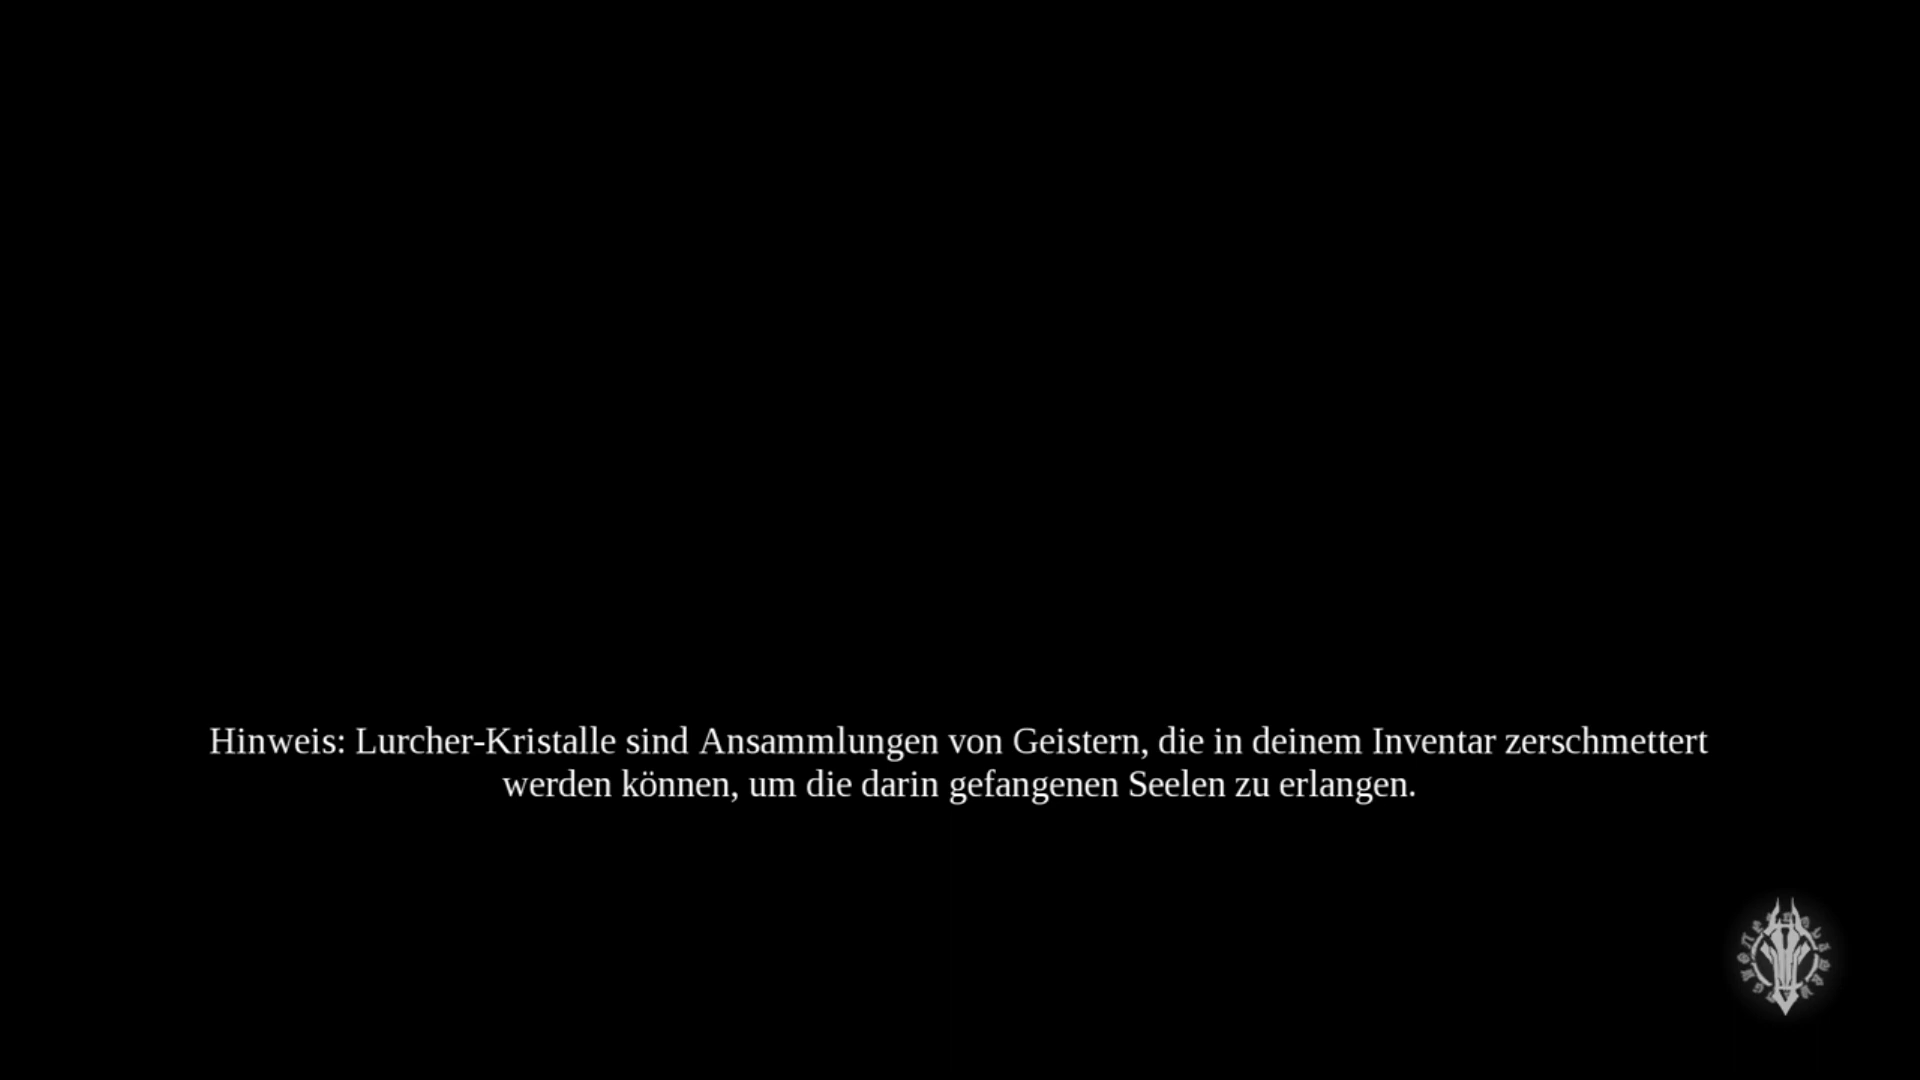 Hinweis: Lurcher-Kristalle sind Ansammlungen von Geistern, die in deinem Inventar zerschmettert
werden können, um die darin gefangenen Seelen zu erlangen.